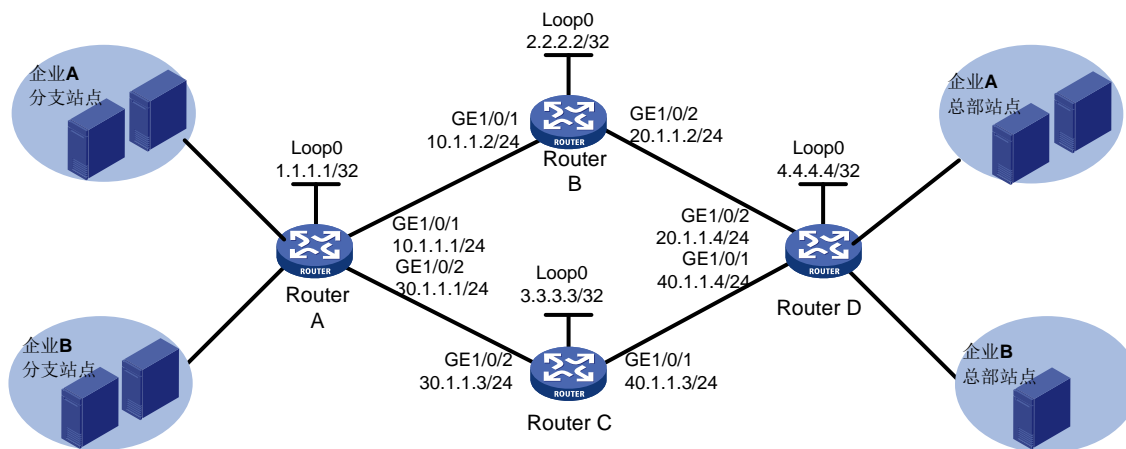 Loop0
2.2.2.2/32
企业A
分支站点
GE1/0/1
10.1.1.2/24
ROUTER
Router
B
GE1/0/2
20.1.1.2/24
企业A
总部站点
Loop0
1.1.1.1/32
Loop0
4.4.4.4/32
ROUTER
Router
A
GE1/0/1
10.1.1.1/24
GE1/0/2
30.1.1.1/24
GE1/0/2
20.1.1.4/24
GE1/0/1
40.1.1.4/24
ROUTER
Router D
Loop0
3.3.3.3/32
企业B
分支站点
GE1/0/2
30.1.1.3/24
ROUTER
Router C
GE1/0/1
40.1.1.3/24
企业B
总部站点